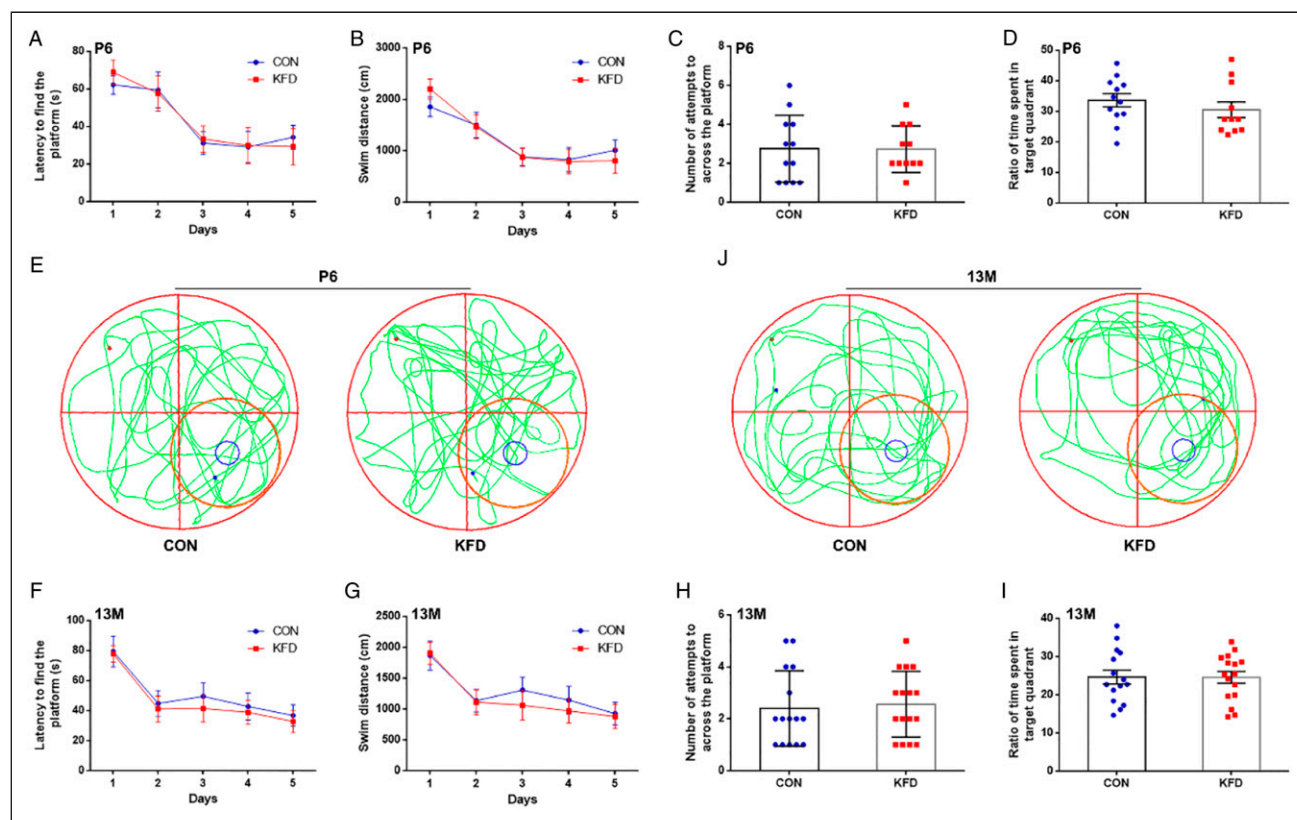 A
P6
Latency to find the
platform (s)
80
60
40
20
0
1 2 3 4 5
Days
CON
KFD
B
P6
Swim distance (cm)
3000
2000
1000
0
1 2 3 4 5
Days
CON
KFD
C
P6
Number of attempts to
across the platform
8
6
4
2
0
CON KFD
D
P6
Ratio of time spent in
target quadrant
50
40
30
20
10
0
CON KFD
E
P6
CON KFD
J
13M
CON KFD
F
13M
Latency to find the
platform (s)
100
80
60
40
20
0
1 2 3 4 5
Days
CON
KFD
G
13M
Swim distance (cm)
2500
2000
1500
1000
500
0
1 2 3 4 5
Days
CON
KFD
H
13M
Number of attempts to
across the platform
6
4
2
0
CON KFD
I
13M
Ratio of time spent in
target quadrant
40
30
20
10
0
CON KFD